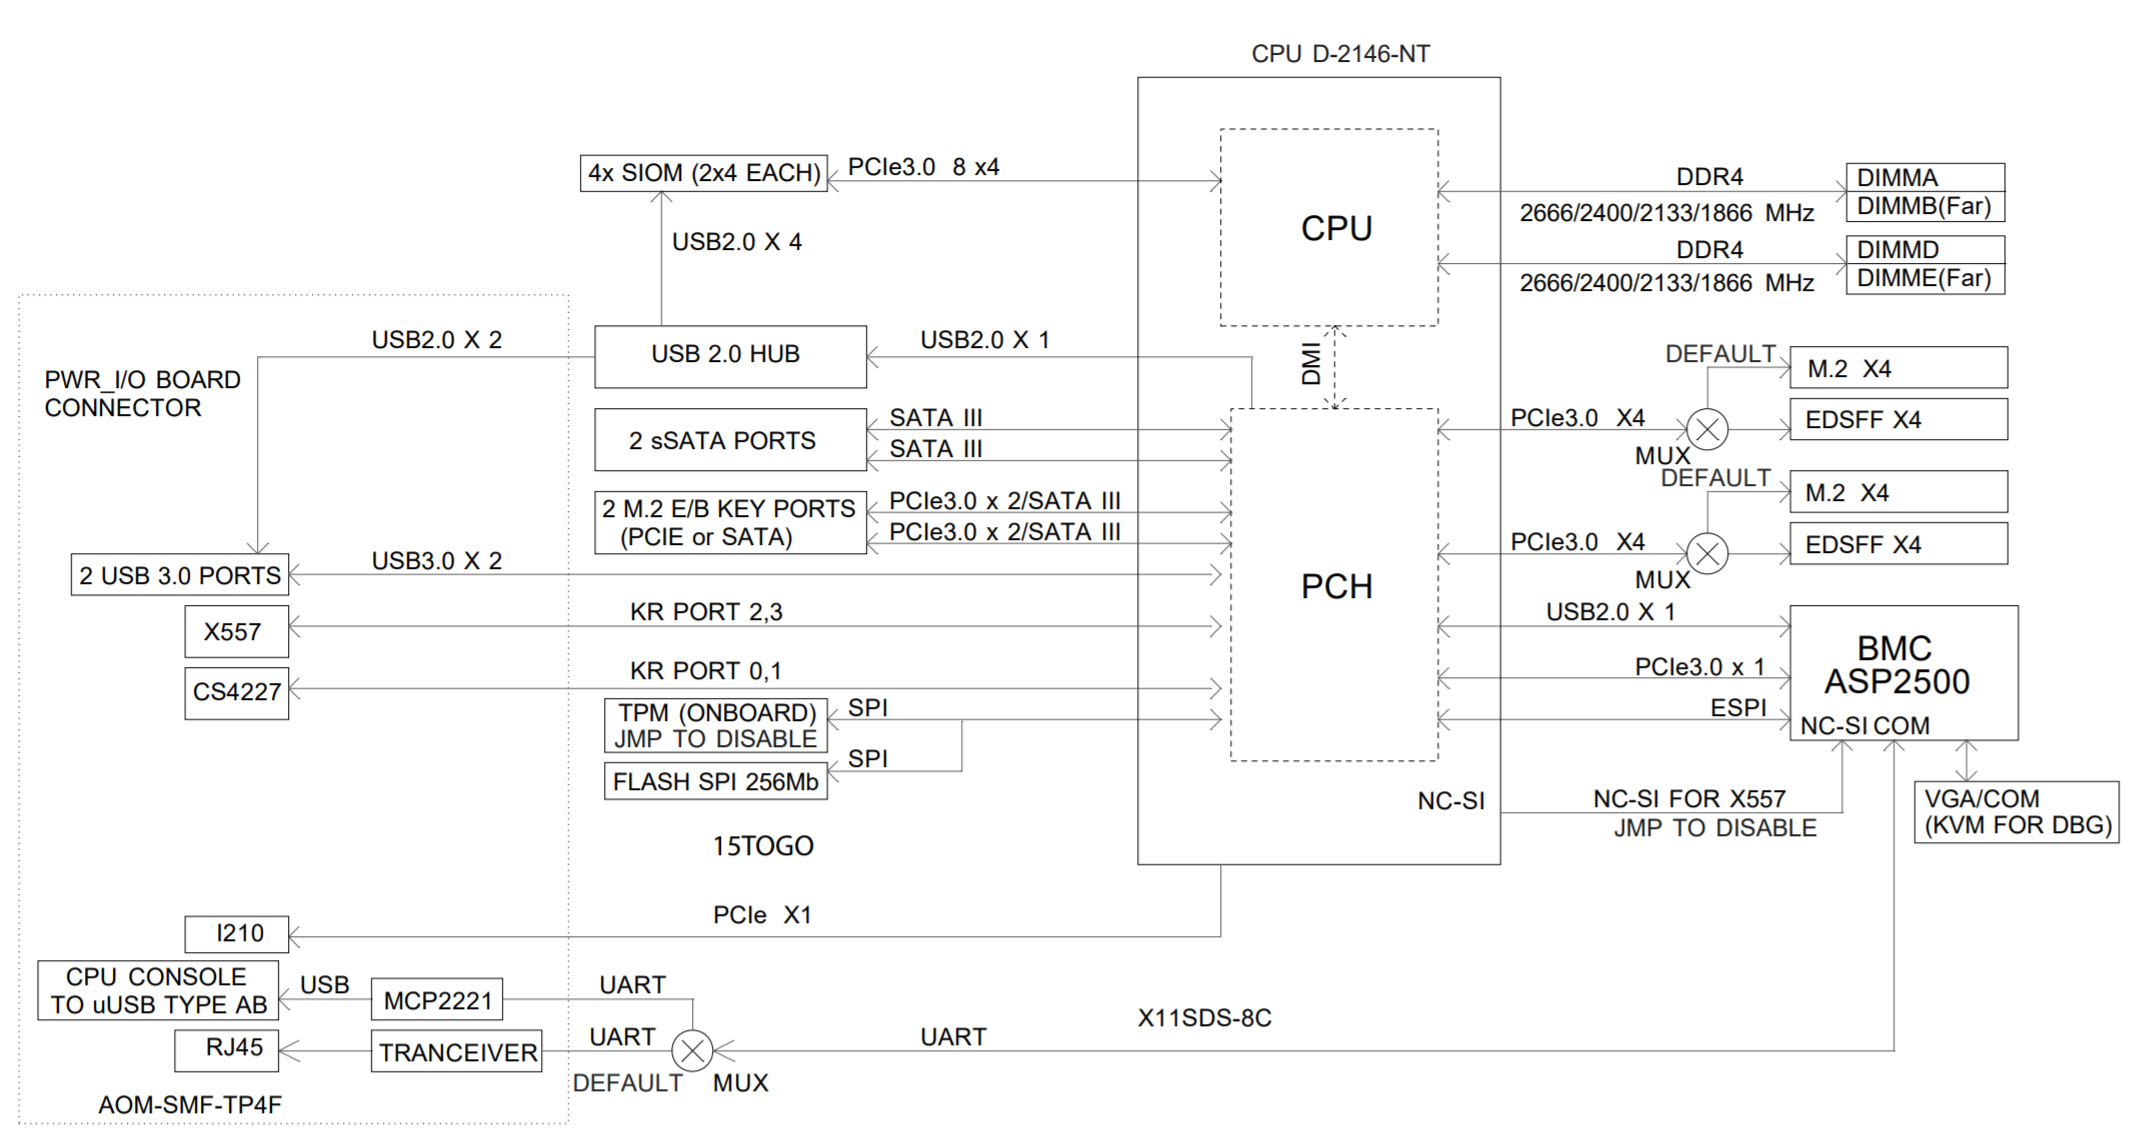 CPU D-2146-NT
4x SIOM (2x4 EACH)
PCIe3.0 8 x4
CPU
DDR4
2666/2400/2133/1866 MHz
DIMMA
DIMMB(Far)
DDR4
2666/2400/2133/1866 MHz
DIMMD
DIMME(Far)
USB2.0 X 4
USB2.0 X 2
USB 2.0 HUB
USB2.0 X 1
DMI
PWR_I/O BOARD
CONNECTOR
DEFAULT
M.2 X4
PCIe3.0 X4
EDSFF X4
MUX
2 sSATA PORTS
SATA III
SATA III
DEFAULT
M.2 X4
PCIe3.0 X4
EDSFF X4
MUX
2 M.2 E/B KEY PORTS
(PCIE or SATA)
PCIe3.0 x 2/SATA III
PCIe3.0 x 2/SATA III
2 USB 3.0 PORTS
USB3.0 X 2
PCH
X557
KR PORT 2,3
CS4227
KR PORT 0,1
USB2.0 X 1
PCIe3.0 x 1
ESPI
BMC
ASP2500
NC-SI COM
TPM (ONBOARD)
JMP TO DISABLE
SPI
SPI
FLASH SPI 256Mb
NC-SI
NC-SI FOR X557
JMP TO DISABLE
VGA/COM
(KVM FOR DBG)
15TOGO
I210
PCIe X1
CPU CONSOLE
TO uUSB TYPE AB
USB
MCP2221
UART
RJ45
TRANCEIVER
UART
DEFAULT
MUX
UART
X11SDS-8C
AOM-SMF-TP4F